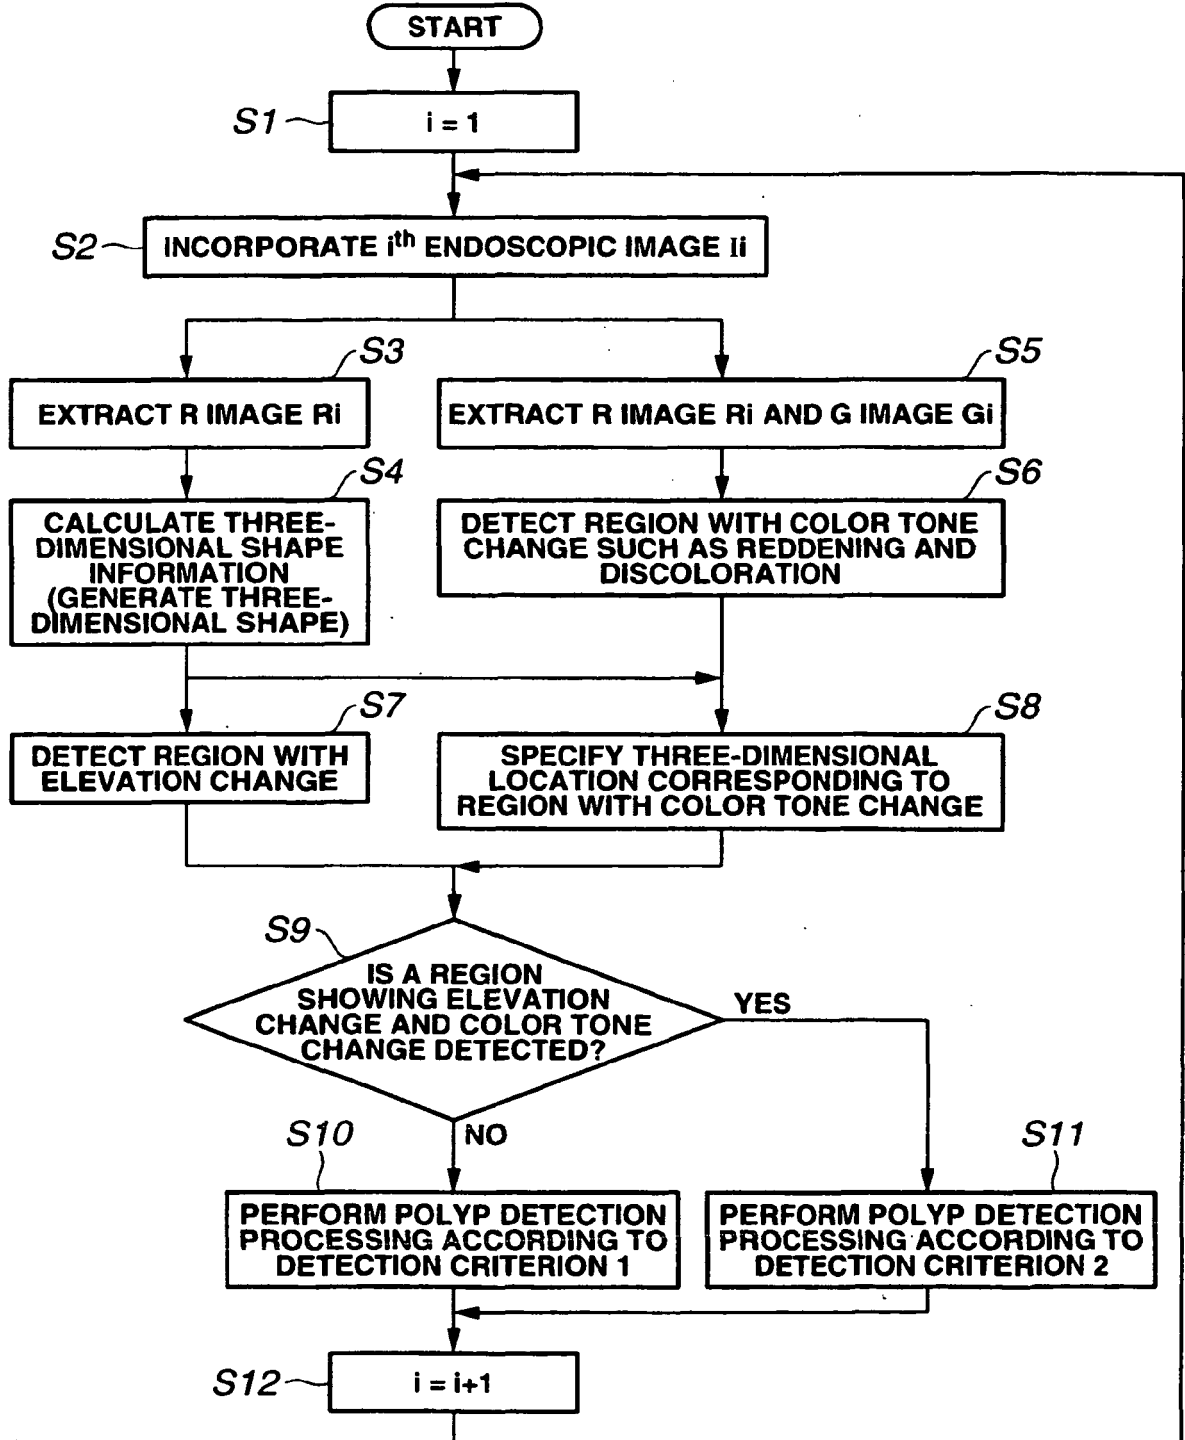 START
S1
i = 1
S2
INCORPORATE ith ENDOSCOPIC IMAGE Ii
S3
EXTRACT R IMAGE Ri
S5
EXTRACT R IMAGE Ri AND G IMAGE Gi
S4
CALCULATE THREE-
DIMENSIONAL SHAPE
INFORMATION
(GENERATE THREE-
DIMENSIONAL SHAPE)
S6
DETECT REGION WITH COLOR TONE
CHANGE SUCH AS REDDENING AND
DISCOLORATION
S7
DETECT REGION WITH
ELEVATION CHANGE
S8
SPECIFY THREE-DIMENSIONAL
LOCATION CORRESPONDING TO
REGION WITH COLOR TONE CHANGE
S9
IS A REGION
SHOWING ELEVATION
CHANGE AND COLOR TONE
CHANGE DETECTED?
YES
NO
S10
PERFORM POLYP DETECTION
PROCESSING ACCORDING TO
DETECTION CRITERION 1
S11
PERFORM POLYP DETECTION
PROCESSING ACCORDING TO
DETECTION CRITERION 2
S12
i = i+1